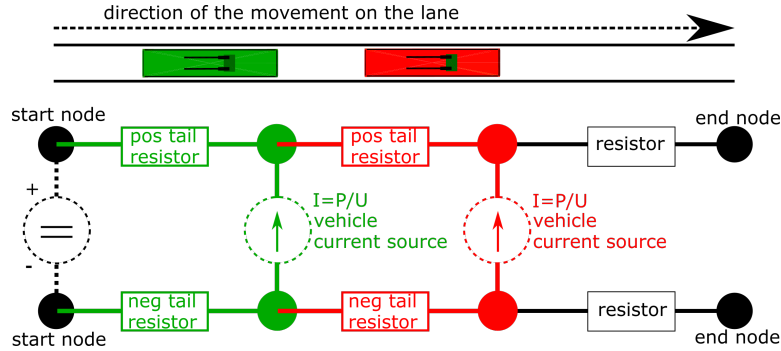 direction of the movement on the lane
start node
end node
pos tail
resistor
pos tail
resistor
resistor
+
-
I=P/U
vehicle
current source
I=P/U
vehicle
current source
neg tail
resistor
neg tail
resistor
resistor
start node
end node